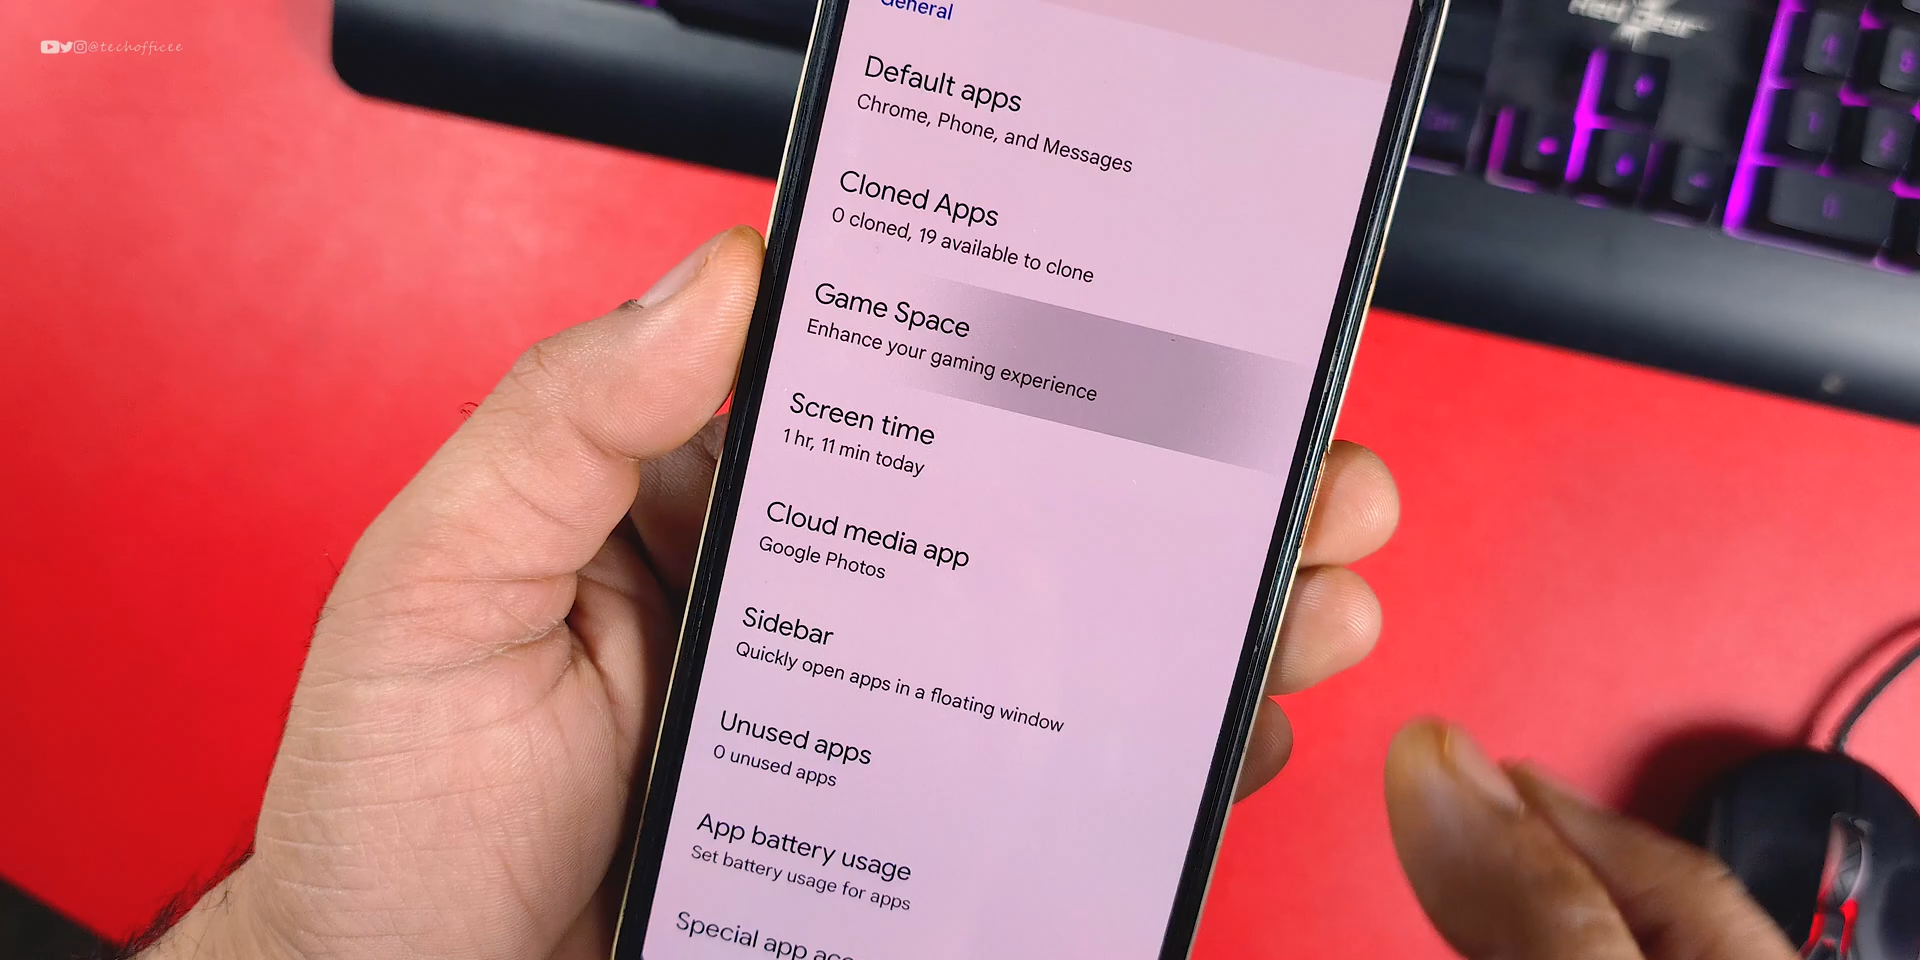 @techofficee
General
Default apps
Chrome, Phone, and Messages
Cloned Apps
0 cloned, 19 available to clone
Game Space
Enhance your gaming experience
Screen time
1 hr, 11 min today
Cloud media app
Google Photos
Sidebar
Quickly open apps in a floating window
Unused apps
0 unused apps
App battery usage
Set battery usage for apps
Special app